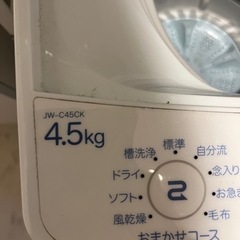 JW-C45CK
4.5kg
標準
槽洗浄
自分流
ドライ
念入り
ソフト
お急ぎ
風乾燥
毛布
おまかせコース